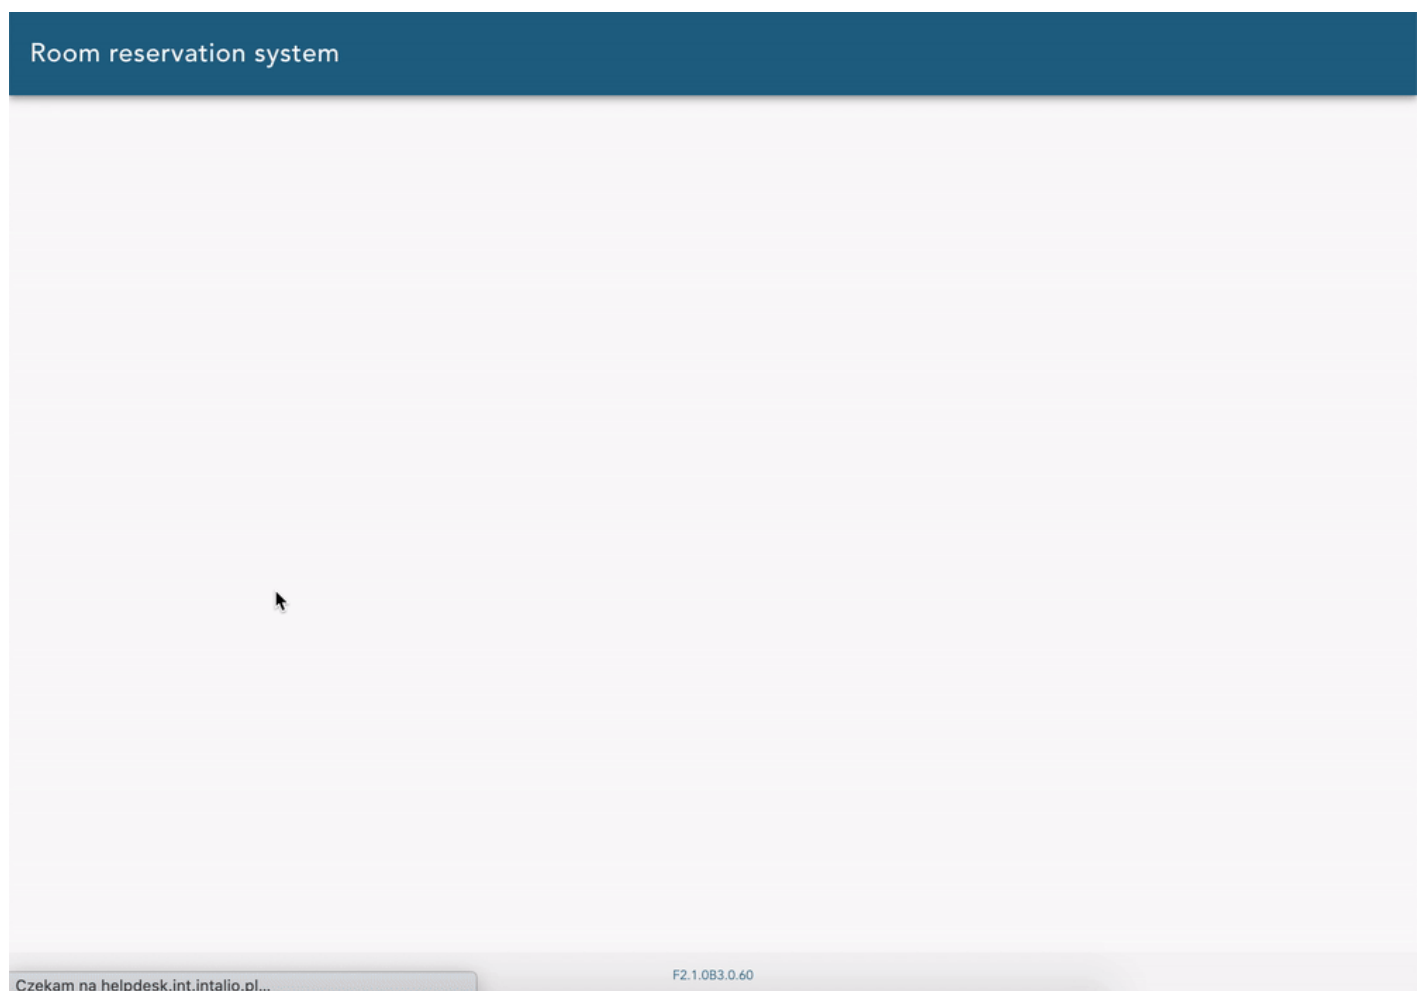 Room reservation system
F2.1.0B3.0.60
Czekam na helpdesk.int.intalio.pl...